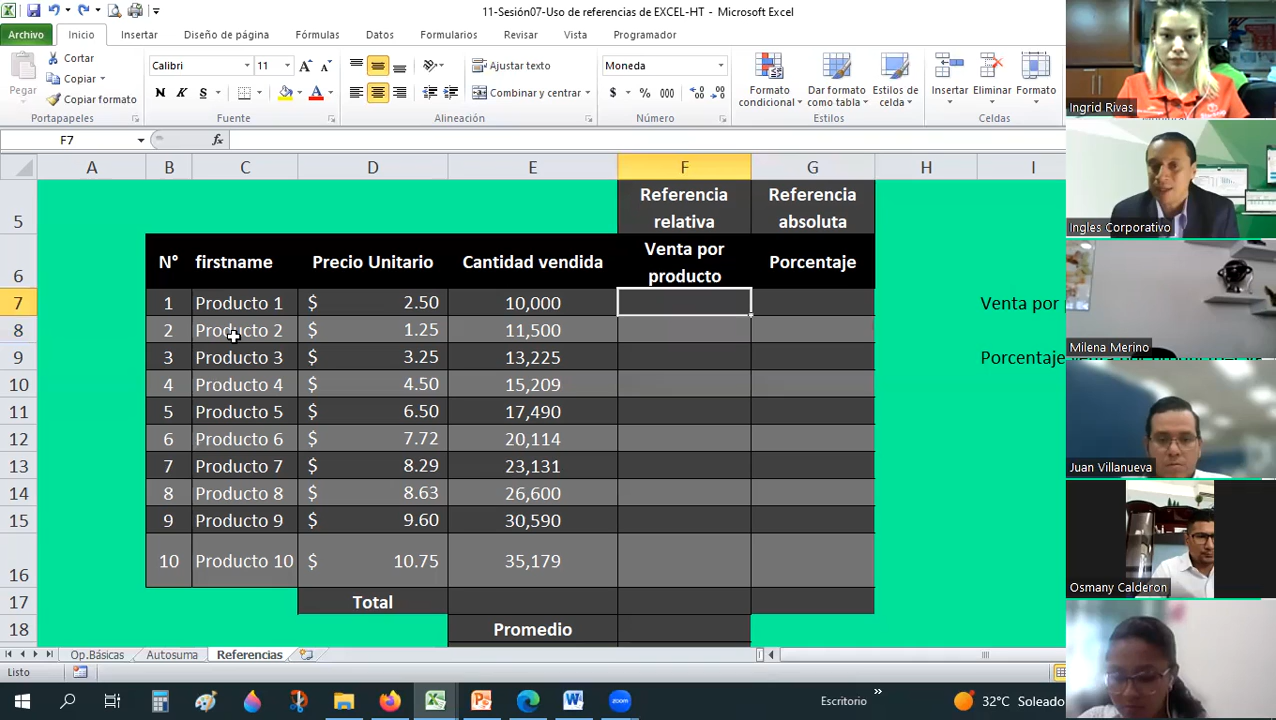 11-Sesión07-Uso de referencias de EXCEL-HT - Microsoft Excel
Archivo Inicio Insertar Diseño de página Fórmulas Datos Formularios Revisar Vista Programador
Pegar
Cortar
Copiar
Copiar formato
Portapapeles
Calibri 11
N K S
Fuente
Ajustar texto
Combinar y centrar
Alineación
Moneda
$ % 000
Número
Formato condicional
Dar formato como tabla
Estilos de celda
Estilos
Insertar Eliminar Formato
Celdas
F7 fx
A B C D E F G H I
5 Referencia relativa Referencia absoluta
6 N° firstname Precio Unitario Cantidad vendida Venta por producto Porcentaje
7 1 Producto 1 $ 2.50 10,000 Venta por
8 2 Producto 2 $ 1.25 11,500
9 3 Producto 3 $ 3.25 13,225 Porcentaje
10 4 Producto 4 $ 4.50 15,209
11 5 Producto 5 $ 6.50 17,490
12 6 Producto 6 $ 7.72 20,114
13 7 Producto 7 $ 8.29 23,131
14 8 Producto 8 $ 8.63 26,600
15 9 Producto 9 $ 9.60 30,590
16 10 Producto 10 $ 10.75 35,179
17 Total
18 Promedio
Op.Básicas Autosuma Referencias
Listo
Escritorio » 32°C Soleado
Ingrid Rivas
Ingles Corporativo
Milena Merino
Juan Villanueva
Osmany Calderon